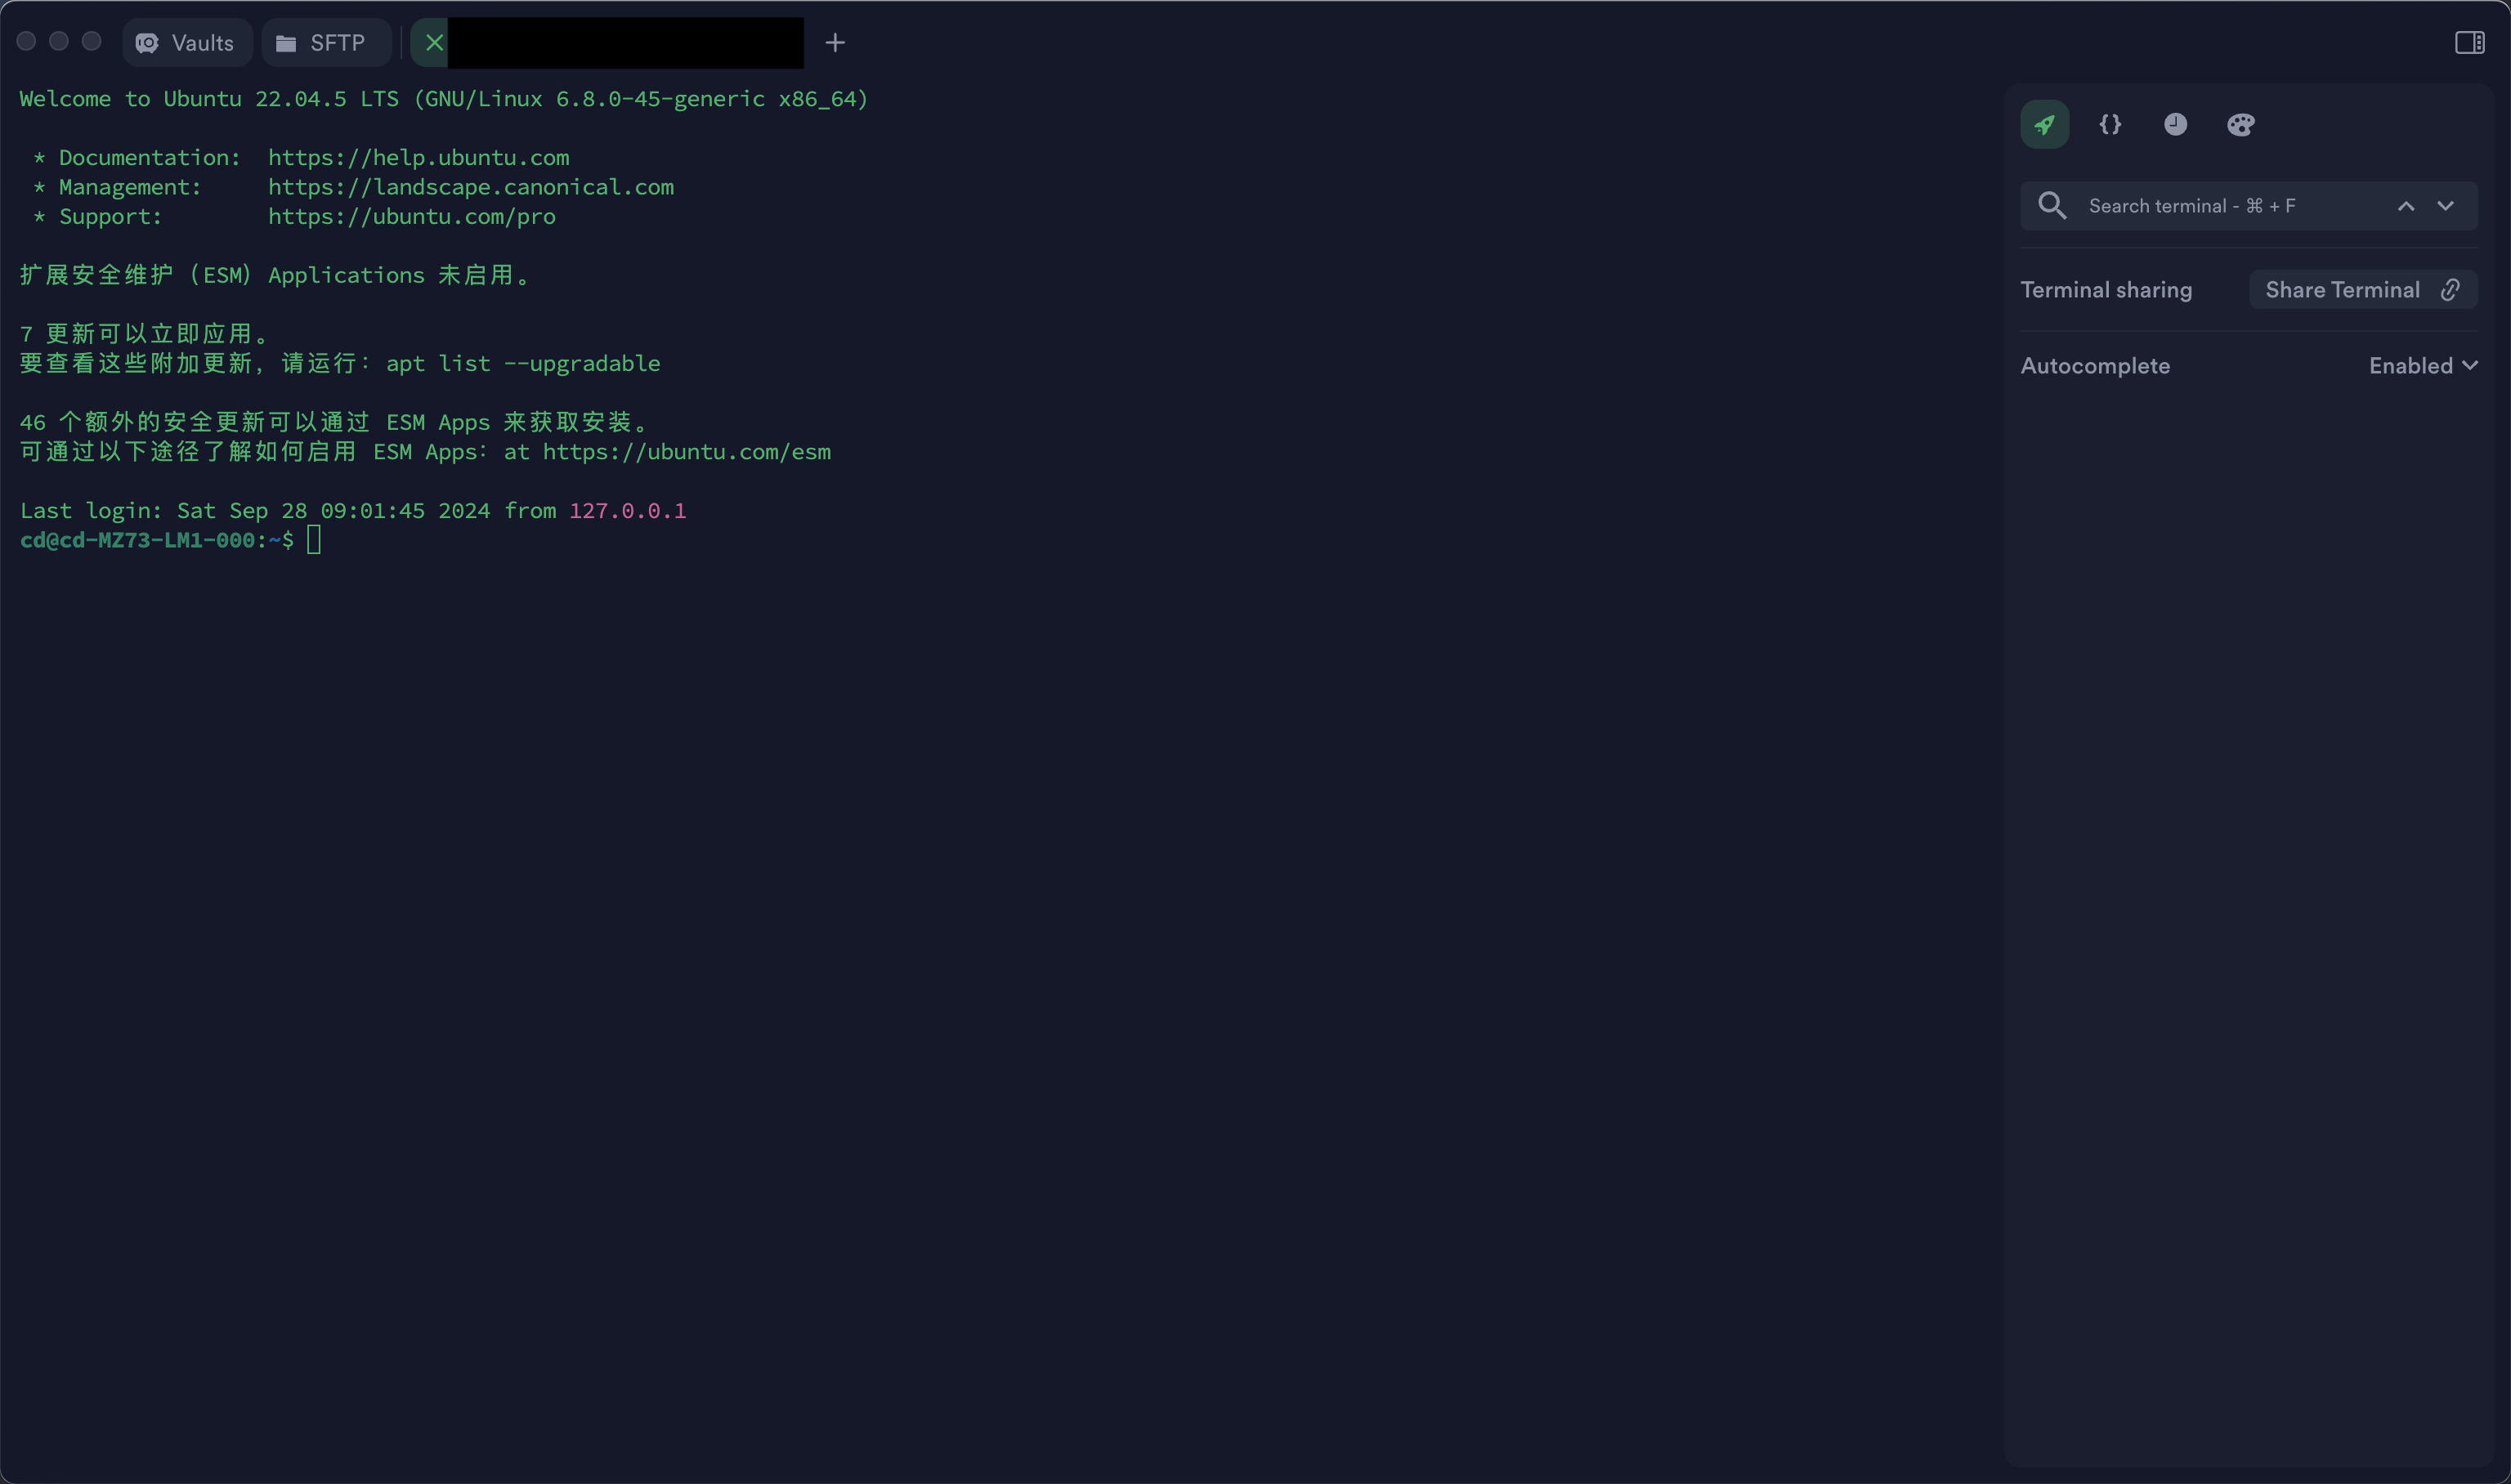 Vaults
SFTP
Welcome to Ubuntu 22.04.5 LTS (GNU/Linux 6.8.0-45-generic x86_64)
* Documentation:  https://help.ubuntu.com
* Management:     https://landscape.canonical.com
* Support:        https://ubuntu.com/pro
扩展安全维护（ESM）Applications 未启用。
7 更新可以立即应用。
要查看这些附加更新，请运行：apt list --upgradable
46 个额外的安全更新可以通过 ESM Apps 来获取安装。
可通过以下途径了解如何启用 ESM Apps：at https://ubuntu.com/esm
Last login: Sat Sep 28 09:01:45 2024 from 127.0.0.1
cd@cd-MZ73-LM1-000:~$
Search terminal - ⌘ + F
Terminal sharing
Share Terminal
Autocomplete
Enabled